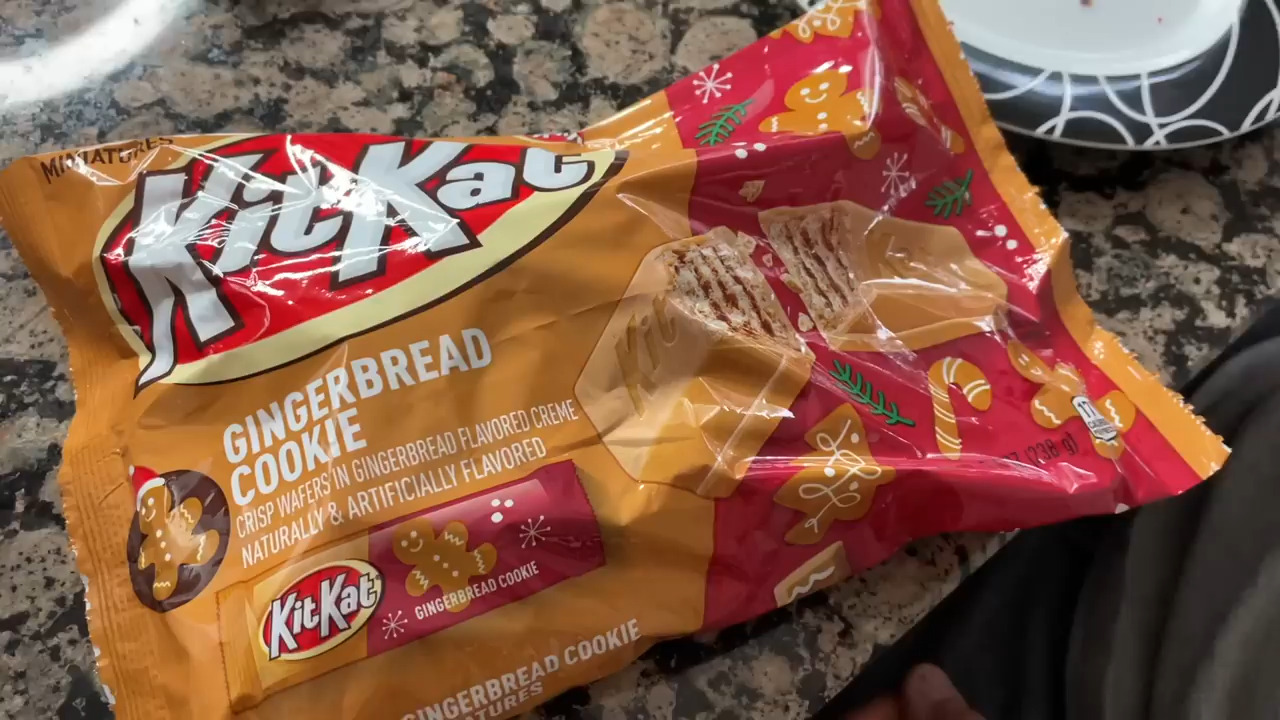 MINIATURES
KitKat
GINGERBREAD
COOKIE
CRISP WAFERS IN GINGERBREAD FLAVORED CREME
NATURALLY & ARTIFICIALLY FLAVORED
Kit
KitKat
GINGERBREAD COOKIE
GINGERBREAD COOKIE
(238 g)